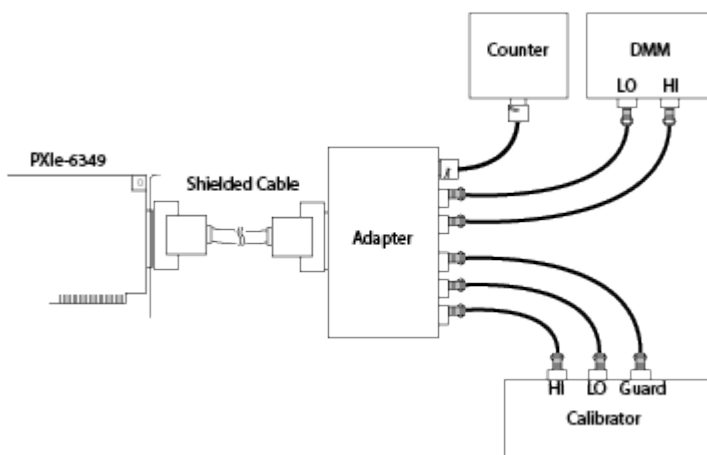 Counter
DMM
LO HI
PXIe-6349
Shielded Cable
Adapter
HI LO Guard
Calibrator